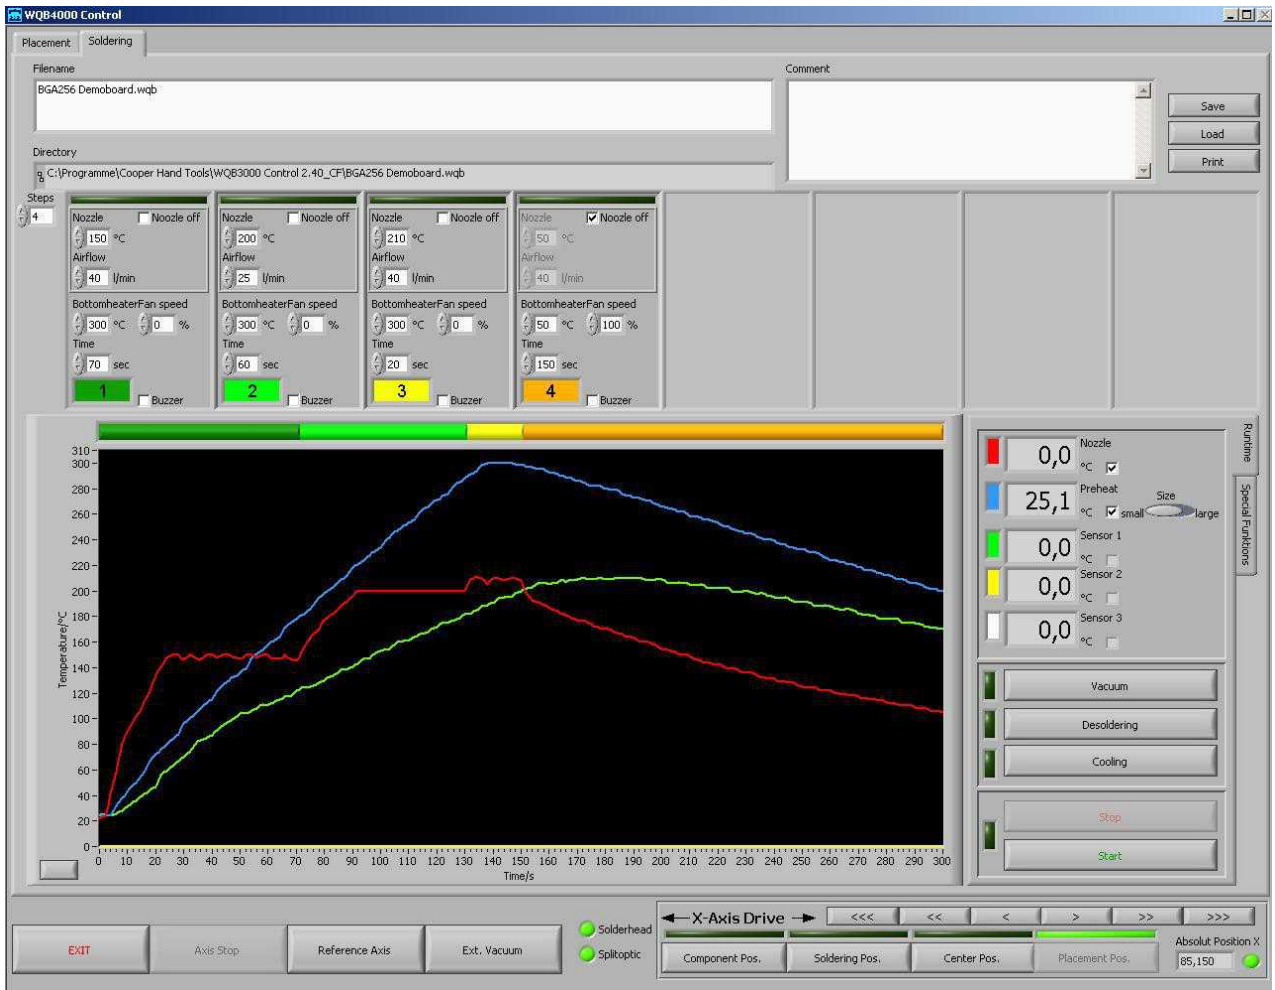 WQB4000 Control
Placement Soldering
Filename
BGA256 Demoboard.wqb
Comment
Save
Load
Print
Directory
C:\Programme\Cooper Hand Tools\WQB3000 Control 2.40_CF\BGA256 Demoboard.wqb
Steps
4
Nozzle Noozle off
150 °C
Airflow
40 l/min
BottomheaterFan speed
300 °C 0 %
Time
70 sec
1 Buzzer
Nozzle Noozle off
200 °C
Airflow
25 l/min
BottomheaterFan speed
300 °C 0 %
Time
60 sec
2 Buzzer
Nozzle Noozle off
210 °C
Airflow
40 l/min
BottomheaterFan speed
300 °C 0 %
Time
20 sec
3 Buzzer
Nozzle Noozle off
50 °C
Airflow
40 l/min
BottomheaterFan speed
50 °C 100 %
Time
150 sec
4 Buzzer
310
300
280
260
240
220
200
180
160
140
120
100
80
60
40
20
0
Temperature/°C
0 10 20 30 40 50 60 70 80 90 100 110 120 130 140 150 160 170 180 190 200 210 220 230 240 250 260 270 280 290 300
Time/s
0,0 Nozzle °C
25,1 Preheat °C small Size large
0,0 Sensor 1 °C
0,0 Sensor 2 °C
0,0 Sensor 3 °C
Runtime
Special Funktions
Vacuum
Desoldering
Cooling
Stop
Start
EXIT
Axis Stop
Reference Axis
Ext. Vacuum
Solderhead
Splitoptic
X-Axis Drive <<< << < > >> >>>
Component Pos. Soldering Pos. Center Pos. Placement Pos.
Absolut Position X
85,150